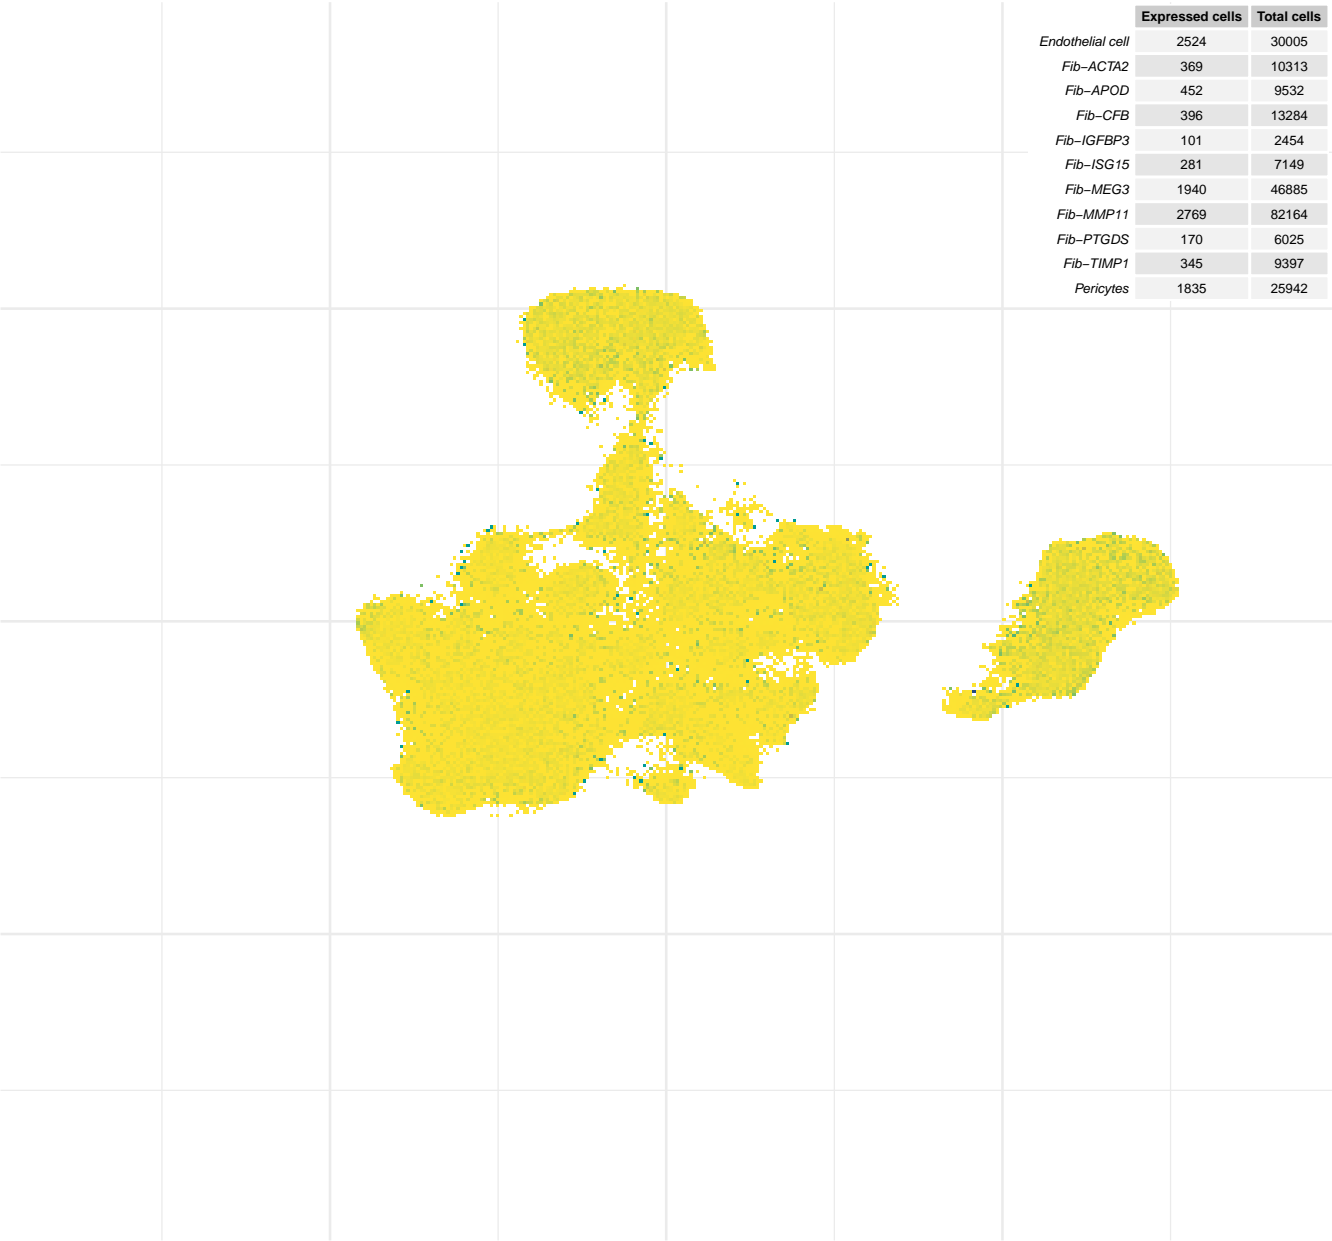 Expressed cells Total cells
Endothelial cell 2524 30005
Fib−ACTA2 369 10313
Fib−APOD 452 9532
Fib−CFB 396 13284
Fib−IGFBP3 101 2454
Fib−ISG15 281 7149
Fib−MEG3 1940 46885
Fib−MMP11 2769 82164
Fib−PTGDS 170 6025
Fib−TIMP1 345 9397
Pericytes 1835 25942